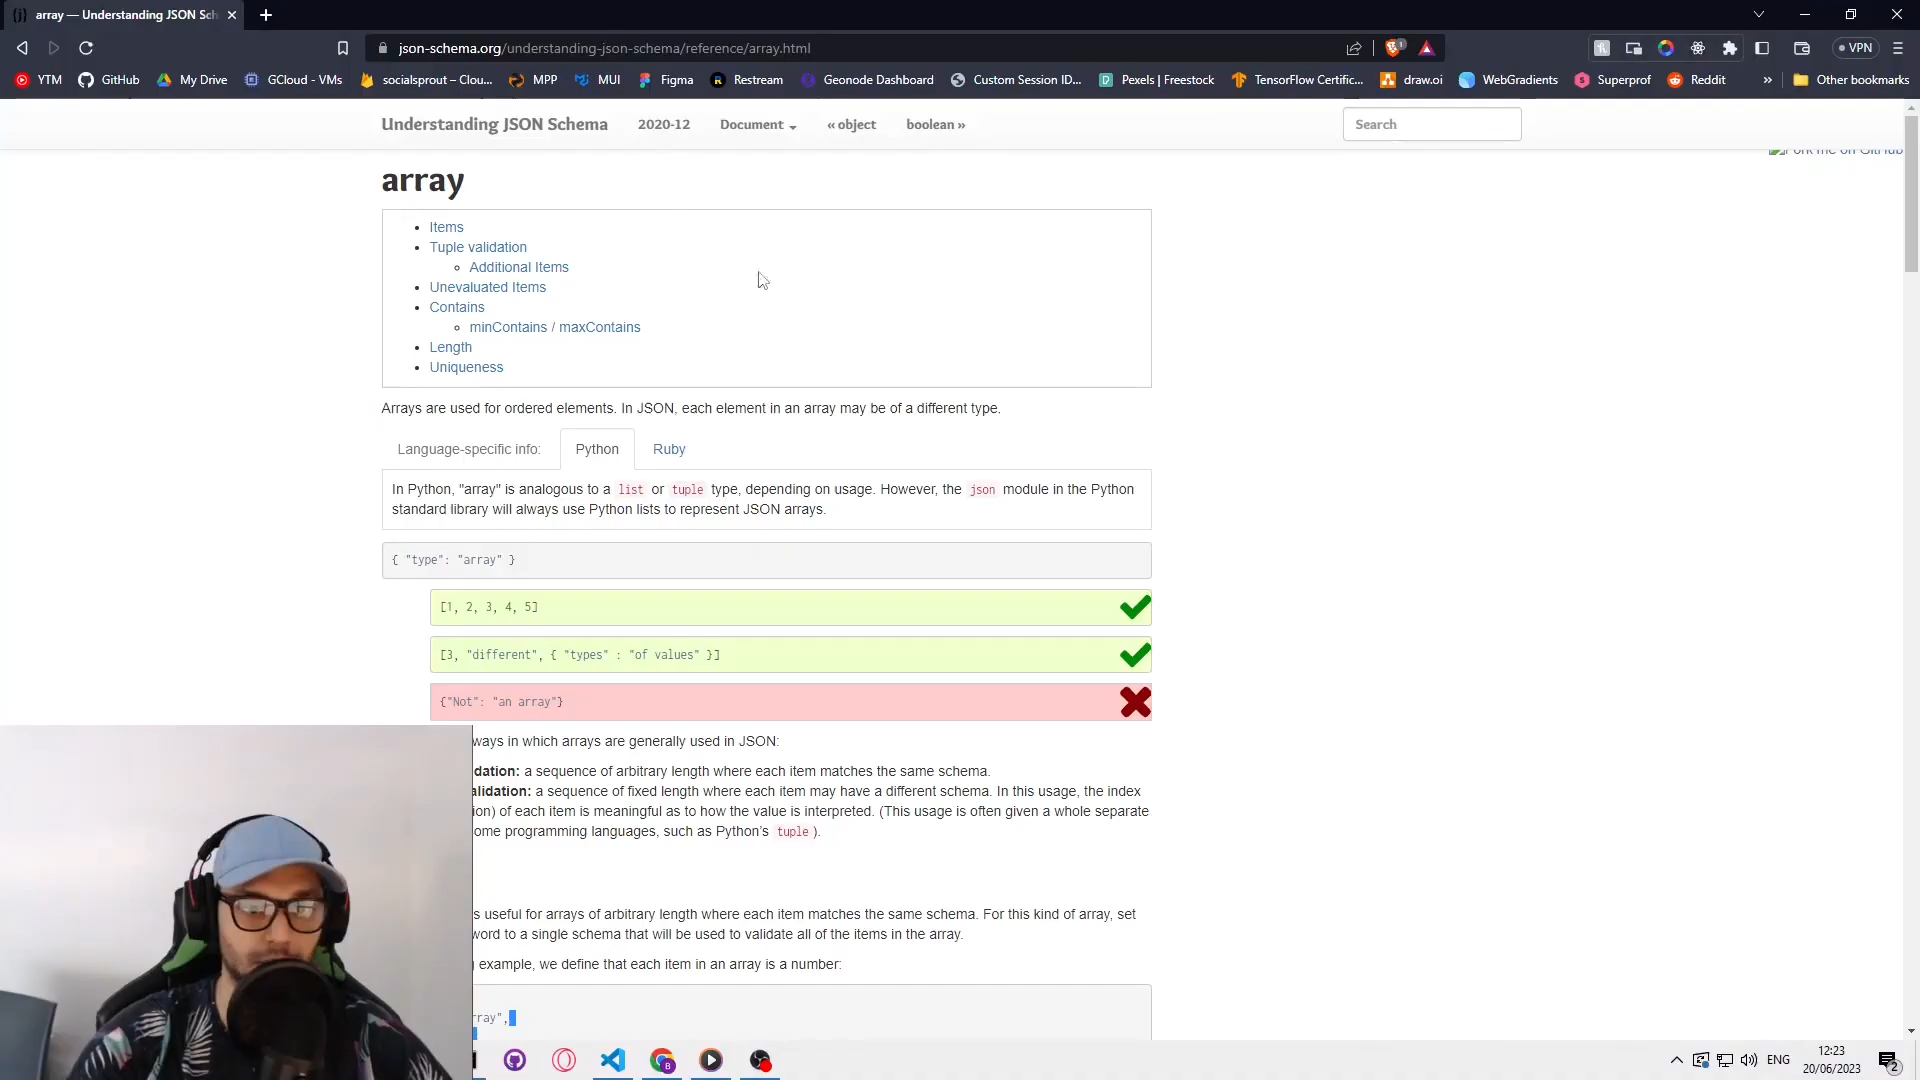 array — Understanding JSON Sch
json-schema.org/understanding-json-schema/reference/array.html
VPN
YTM
GitHub
My Drive
GCloud - VMs
socialsprout – Clou...
MPP
MUI
Figma
Restream
Geonode Dashboard
Custom Session ID...
Pexels | Freestock
TensorFlow Certific...
draw.oi
WebGradients
Superprof
Reddit
»
Other bookmarks
Understanding JSON Schema
2020-12
Document
« object
boolean »
Search
Fork me on GitHub
array
Items
Tuple validation
Additional Items
Unevaluated Items
Contains
minContains / maxContains
Length
Uniqueness
Arrays are used for ordered elements. In JSON, each element in an array may be of a different type.
Language-specific info:
Python
Ruby
In Python, "array" is analogous to a list or tuple type, depending on usage. However, the json module in the Python
standard library will always use Python lists to represent JSON arrays.
{ "type": "array" }
[1, 2, 3, 4, 5]
[3, "different", { "types" : "of values" }]
{"Not": "an array"}
ways in which arrays are generally used in JSON:
dation: a sequence of arbitrary length where each item matches the same schema.
alidation: a sequence of fixed length where each item may have a different schema. In this usage, the index
ion) of each item is meaningful as to how the value is interpreted. (This usage is often given a whole separate
ome programming languages, such as Python's tuple ).
s useful for arrays of arbitrary length where each item matches the same schema. For this kind of array, set
word to a single schema that will be used to validate all of the items in the array.
example, we define that each item in an array is a number:
rray",
ENG
12:23
20/06/2023
2